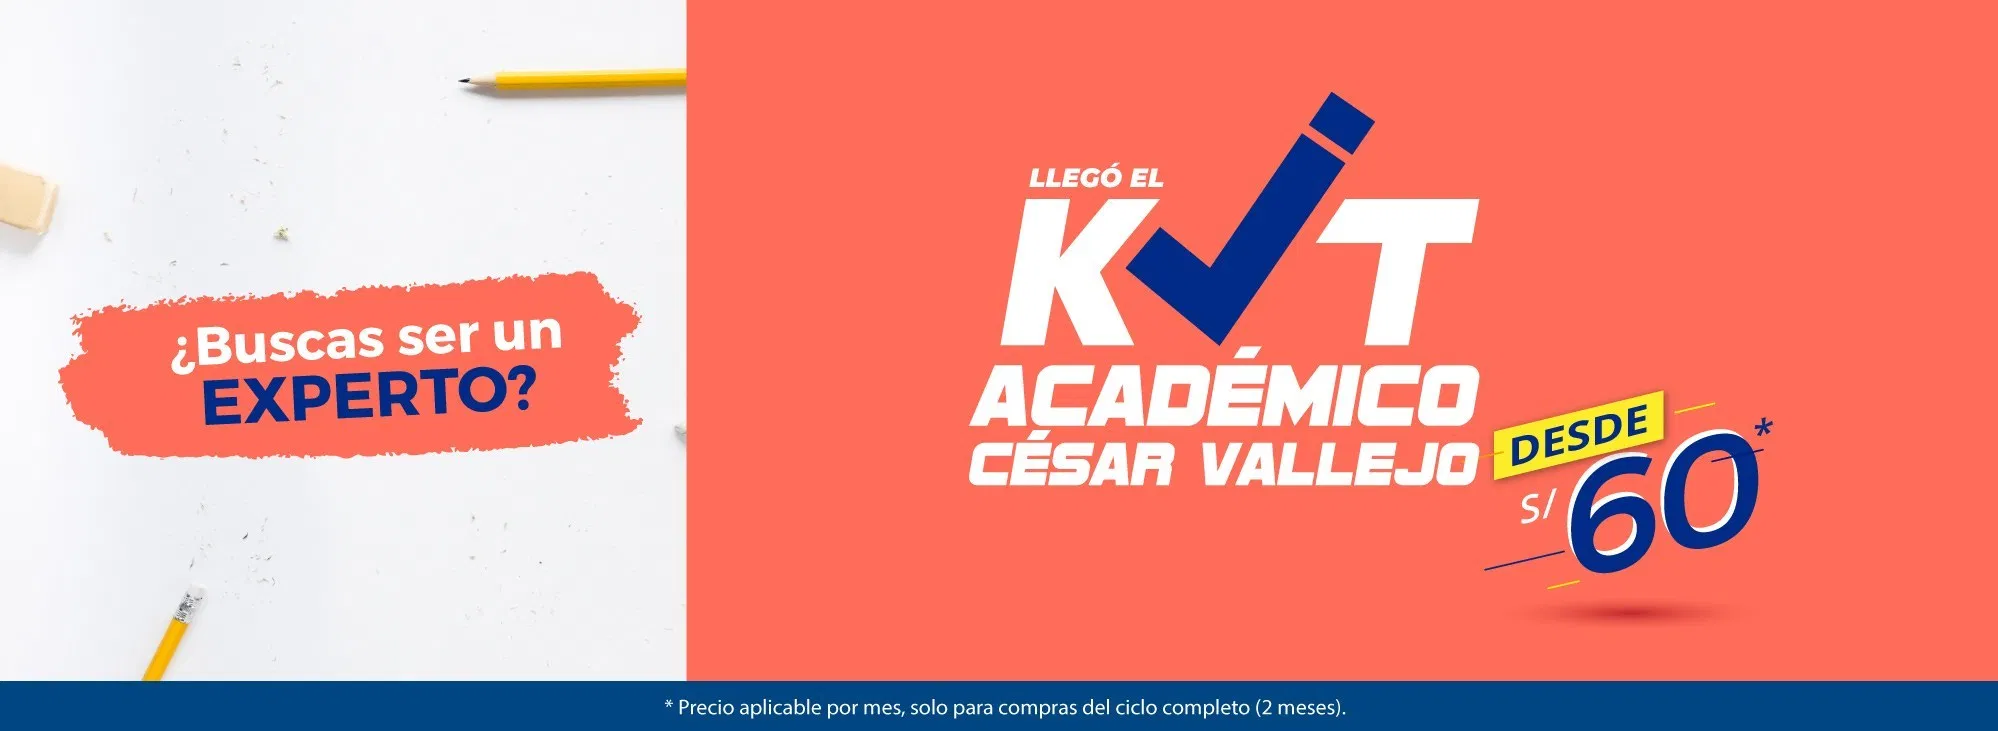 ¿Buscas ser un
EXPERTO?
LLEGÓ EL
KIT
ACADÉMICO
CÉSAR VALLEJO
DESDE
S/ 60*
* Precio aplicable por mes, solo para compras del ciclo completo (2 meses).